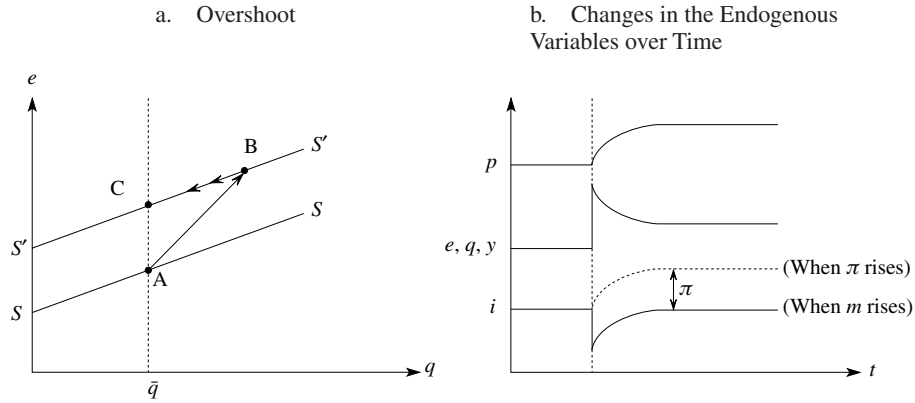 a. Overshoot
e
S'
B
C
S
S'
A
S
q
q̄
b. Changes in the Endogenous
Variables over Time
p
e, q, y
(When π rises)
π
i
(When m rises)
t